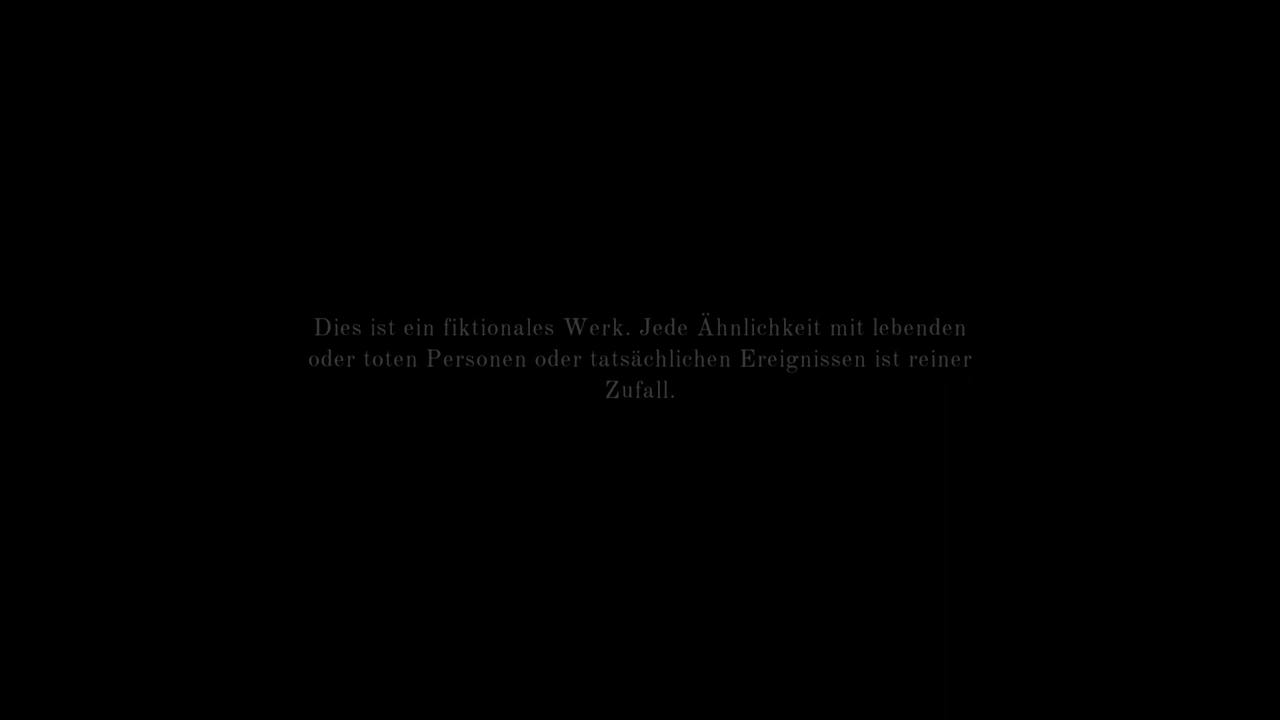 Dies ist ein fiktionales Werk. Jede Ähnlichkeit mit lebenden
oder toten Personen oder tatsächlichen Ereignissen ist reiner
Zufall.